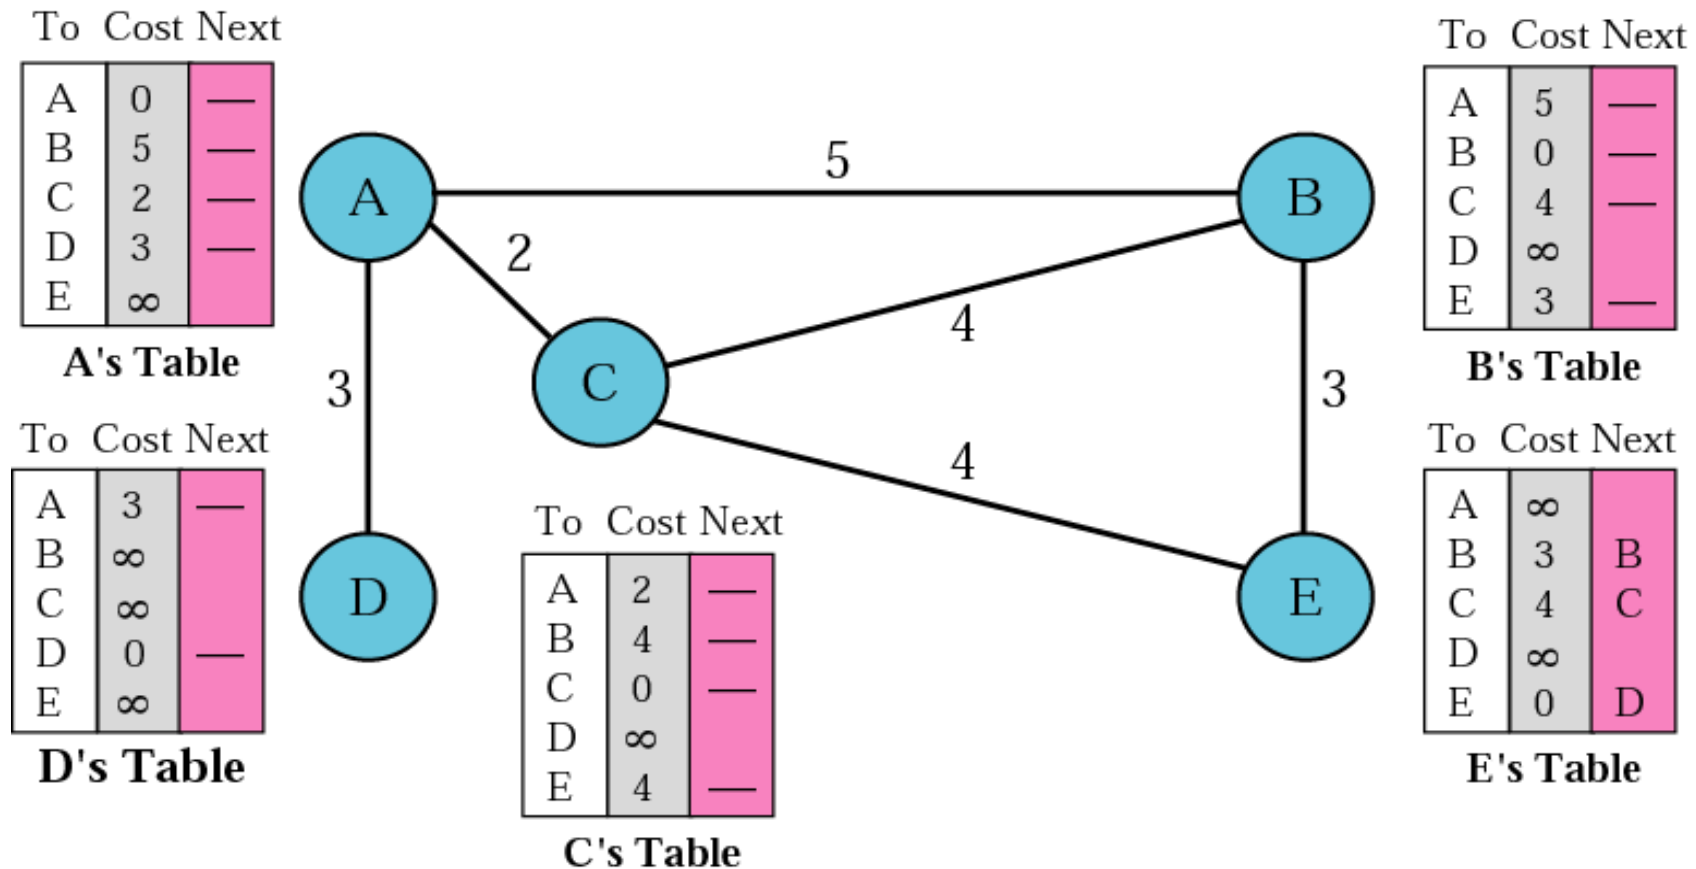 To Cost Next
A 0 —
B 5 —
C 2 —
D 3 —
E ∞
A's Table
To Cost Next
A 5 —
B 0 —
C 4 —
D ∞
E 3 —
B's Table
A
5
B
2
4
C
3
3
4
D
E
To Cost Next
A 3 —
B ∞
C ∞
D 0 —
E ∞
D's Table
To Cost Next
A 2 —
B 4 —
C 0 —
D ∞
E 4 —
C's Table
To Cost Next
A ∞
B 3 B
C 4 C
D ∞
E 0 D
E's Table